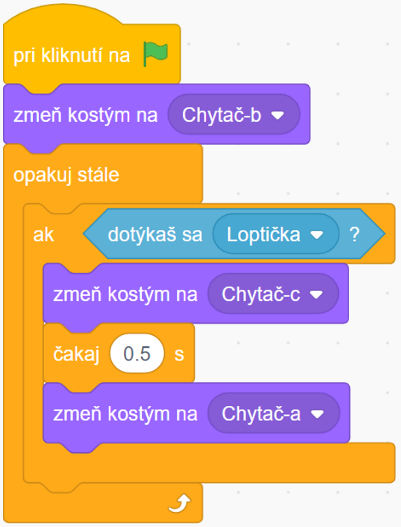 pri kliknutí na
zmeň kostým na Chytač-b
opakuj stále
ak dotýkaš sa Loptička ?
zmeň kostým na Chytač-c
čakaj 0.5 s
zmeň kostým na Chytač-a